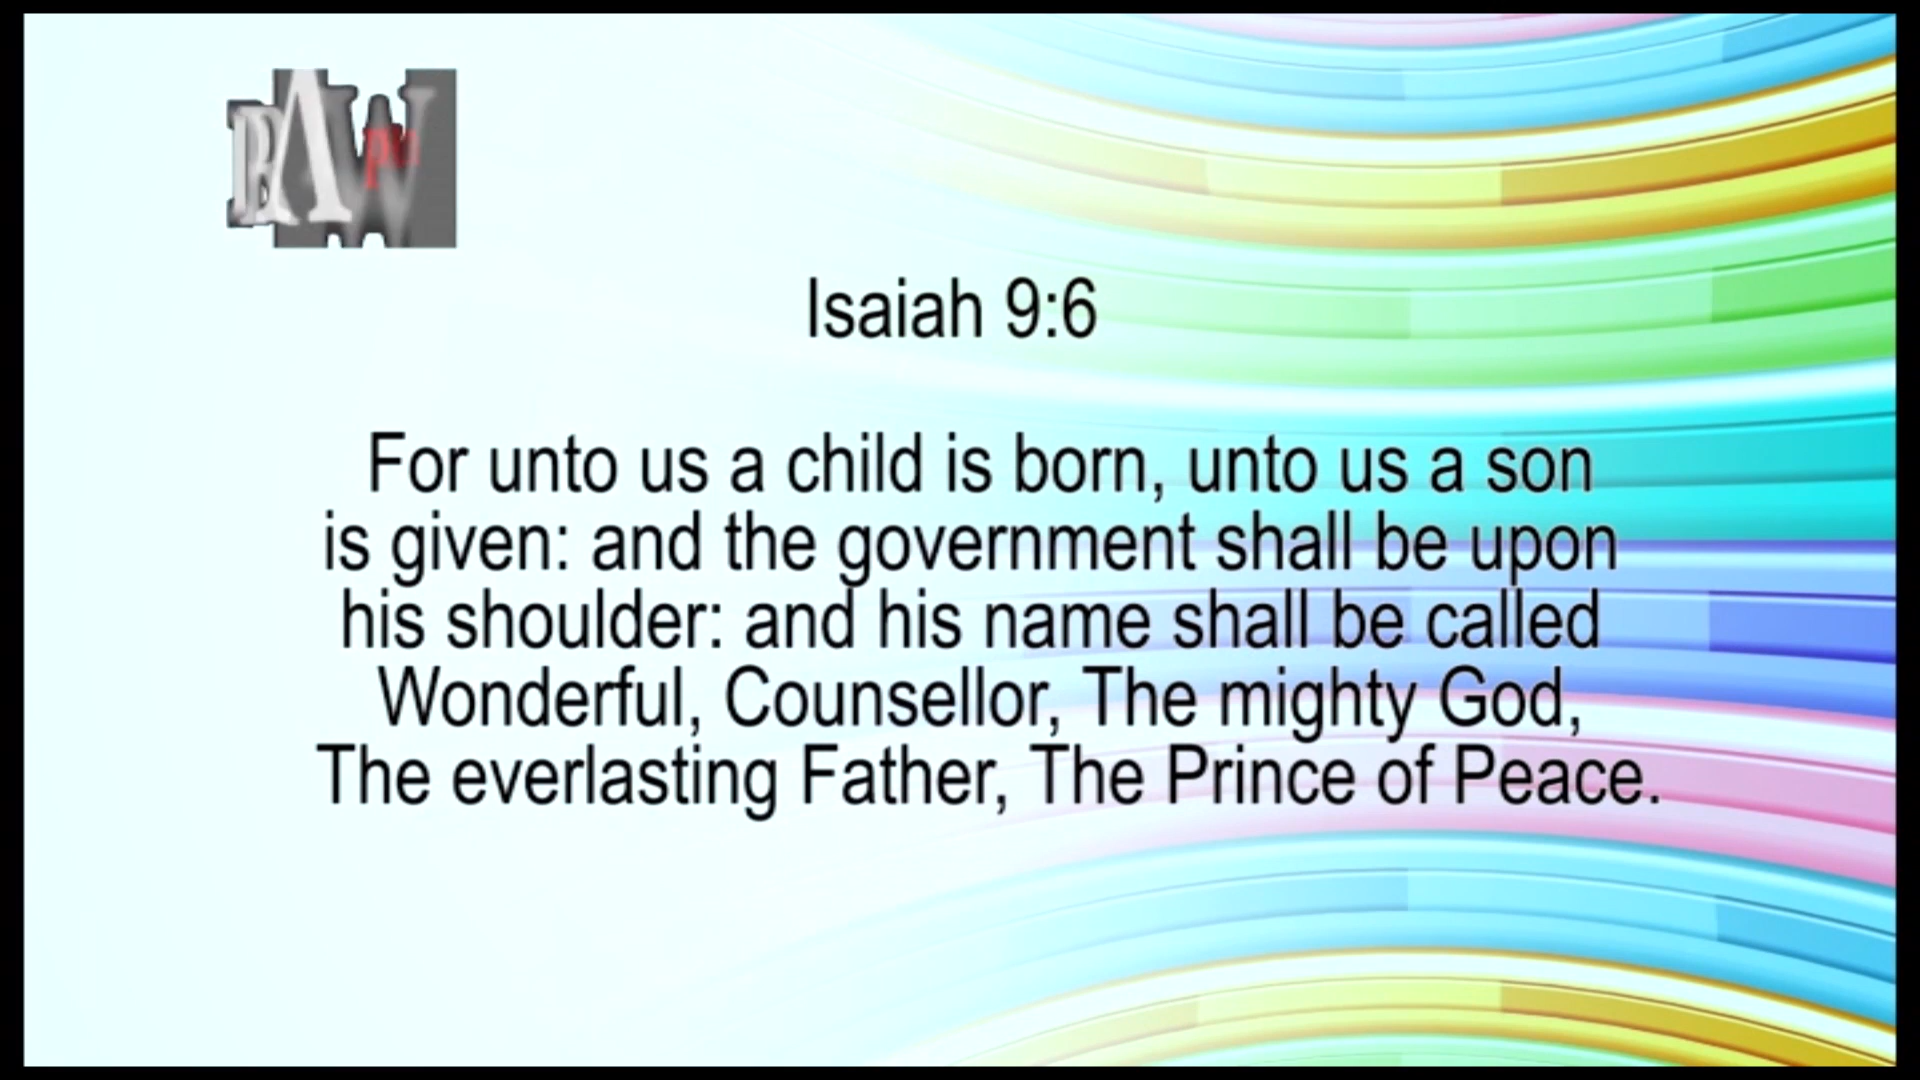 Isaiah 9:6
For unto us a child is born, unto us a son
is given: and the government shall be upon
his shoulder: and his name shall be called
Wonderful, Counsellor, The mighty God,
The everlasting Father, The Prince of Peace.